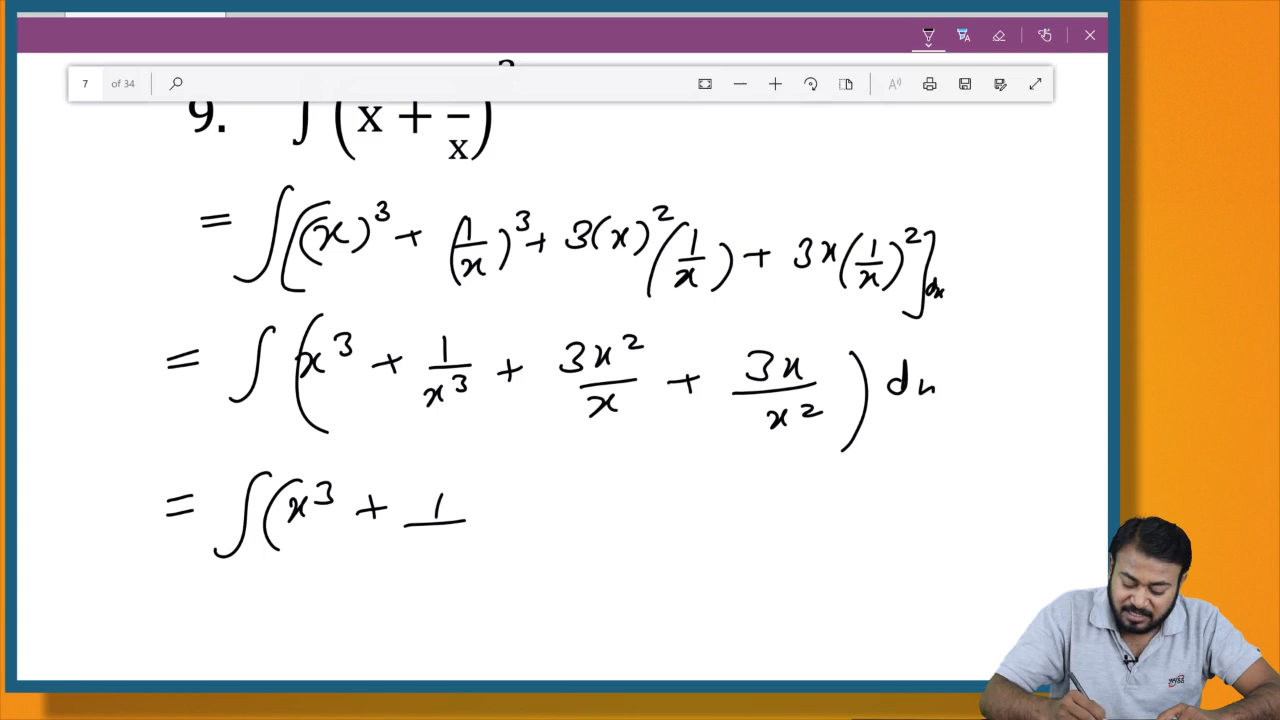 7 of 34
9. ∫ (x + — / x)
= ∫ [(x)³ + (1/x)³ + 3(x)² (1/x) + 3x (1/x)²] dx
= ∫ (x³ + 1/x³ + 3x²/x + 3x/x²) dx
= ∫ (x³ + 1